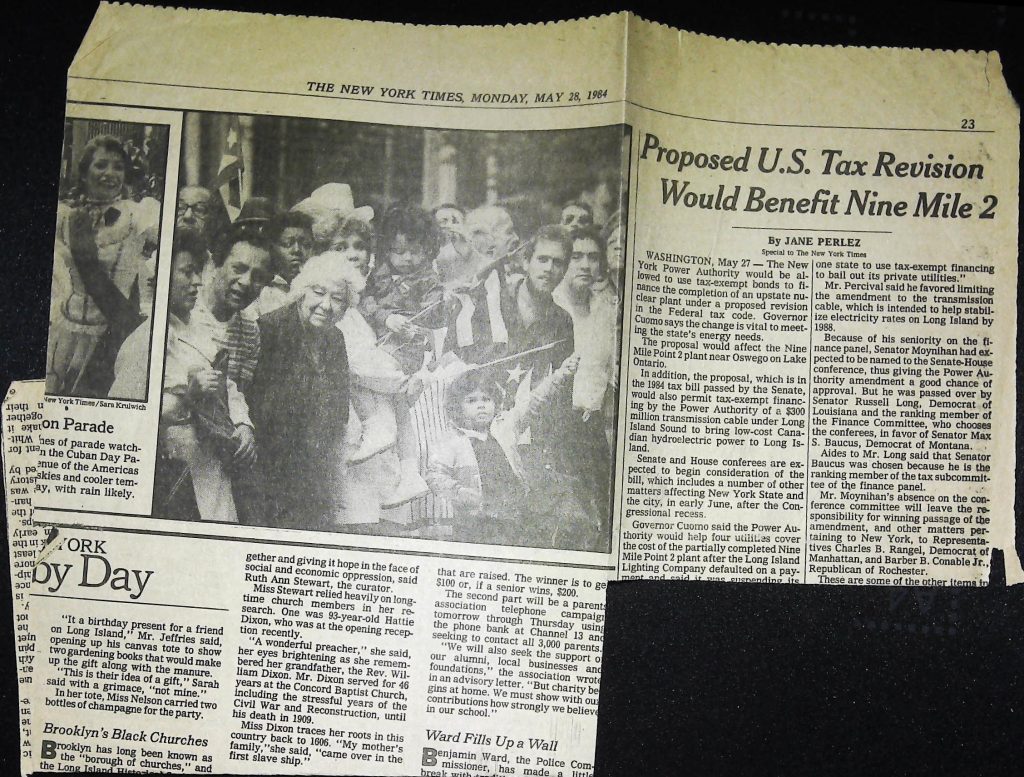 THE NEW YORK TIMES, MONDAY, MAY 28, 1984
23
New York Times/Sara Krulwich
on Parade
hes of parade watch-
n the Cuban Day Pa-
enue of the Americas
kies and cooler tem-
ay, with rain likely.
Proposed U.S. Tax Revision
Would Benefit Nine Mile 2
By JANE PERLEZ
Special to The New York Times
WASHINGTON, May 27 — The New
York Power Authority would be al-
lowed to use tax-exempt bonds to fi-
nance the completion of an upstate nu-
clear plant under a proposed revision
in the Federal tax code. Governor
Cuomo says the change is vital to meet-
ing the state's energy needs.
The proposal would affect the Nine
Mile Point 2 plant near Oswego on Lake
Ontario.
In addition, the proposal, which is in
the 1984 tax bill passed by the Senate,
would also permit tax-exempt financ-
ing by the Power Authority of a $300
million transmission cable under Long
Island Sound to bring low-cost Cana-
dian hydroelectric power to Long Is-
land.
Senate and House conferees are ex-
pected to begin consideration of the
bill, which includes a number of other
matters affecting New York State and
the city, in early June, after the Con-
gressional recess.
Governor Cuomo said the Power Au-
thority would help four utilities cover
the cost of the partially completed Nine
Mile Point 2 plant after the Long Island
Lighting Company defaulted on a pay-
ment and said it was suspending its
one state to use tax-exempt financing
to bail out its private utilities."
Mr. Percival said he favored limiting
the amendment to the transmission
cable, which is intended to help stabil-
ize electricity rates on Long Island by
1988.
Because of his seniority on the fi-
nance panel, Senator Moynihan had ex-
pected to be named to the Senate-House
conference, thus giving the Power Au-
thority amendment a good chance of
approval. But he was passed over by
Senator Russell Long, Democrat of
Louisiana and the ranking member of
the Finance Committee, who chooses
the conferees, in favor of Senator Max
S. Baucus, Democrat of Montana.
Aides to Mr. Long said that Senator
Baucus was chosen because he is the
ranking member of the tax subcommit-
tee of the finance panel.
Mr. Moynihan's absence on the con-
ference committee will leave the re-
sponsibility for winning passage of the
amendment, and other matters per-
taining to New York, to Representa-
tives Charles B. Rangel, Democrat of
Manhattan, and Barber B. Conable Jr.,
Republican of Rochester.
These are some of the other items in
YORK
by Day
"It a birthday present for a friend
on Long Island," Mr. Jeffries said,
opening up his canvas tote to show
two gardening books that would make
up the gift along with the manure.
"This is their idea of a gift," Sarah
said with a grimace, "not mine."
In her tote, Miss Nelson carried two
bottles of champagne for the party.
Brooklyn's Black Churches
Brooklyn has long been known as
the "borough of churches," and
the Long Island
gether and giving it hope in the face of
social and economic oppression, said
Ruth Ann Stewart, the curator.
Miss Stewart relied heavily on long-
time church members in her re-
search. One was 93-year-old Hattie
Dixon, who was at the opening recep-
tion recently.
"A wonderful preacher," she said,
her eyes brightening as she remem-
bered her grandfather, the Rev. Wil-
liam Dixon. Mr. Dixon served for 46
years at the Concord Baptist Church,
including the stressful years of the
Civil War and Reconstruction, until
his death in 1909.
Miss Dixon traces her roots in this
country back to 1606. "My mother's
family,"she said, "came over in the
first slave ship."
that are raised. The winner is to ge
$100 or, if a senior wins, $200.
The second part will be a parents
association telephone campaign
tomorrow through Thursday using
the phone bank at Channel 13 and
seeking to contact all 3,000 parents.
"We will also seek the support o
our alumni, local businesses and
foundations," the association wrote
in an advisory letter. "But charity be
gins at home. We must show with ou
contributions how strongly we believe
in our school."
Ward Fills Up a Wall
Benjamin Ward, the Police Com-
missioner, has made a little
break with